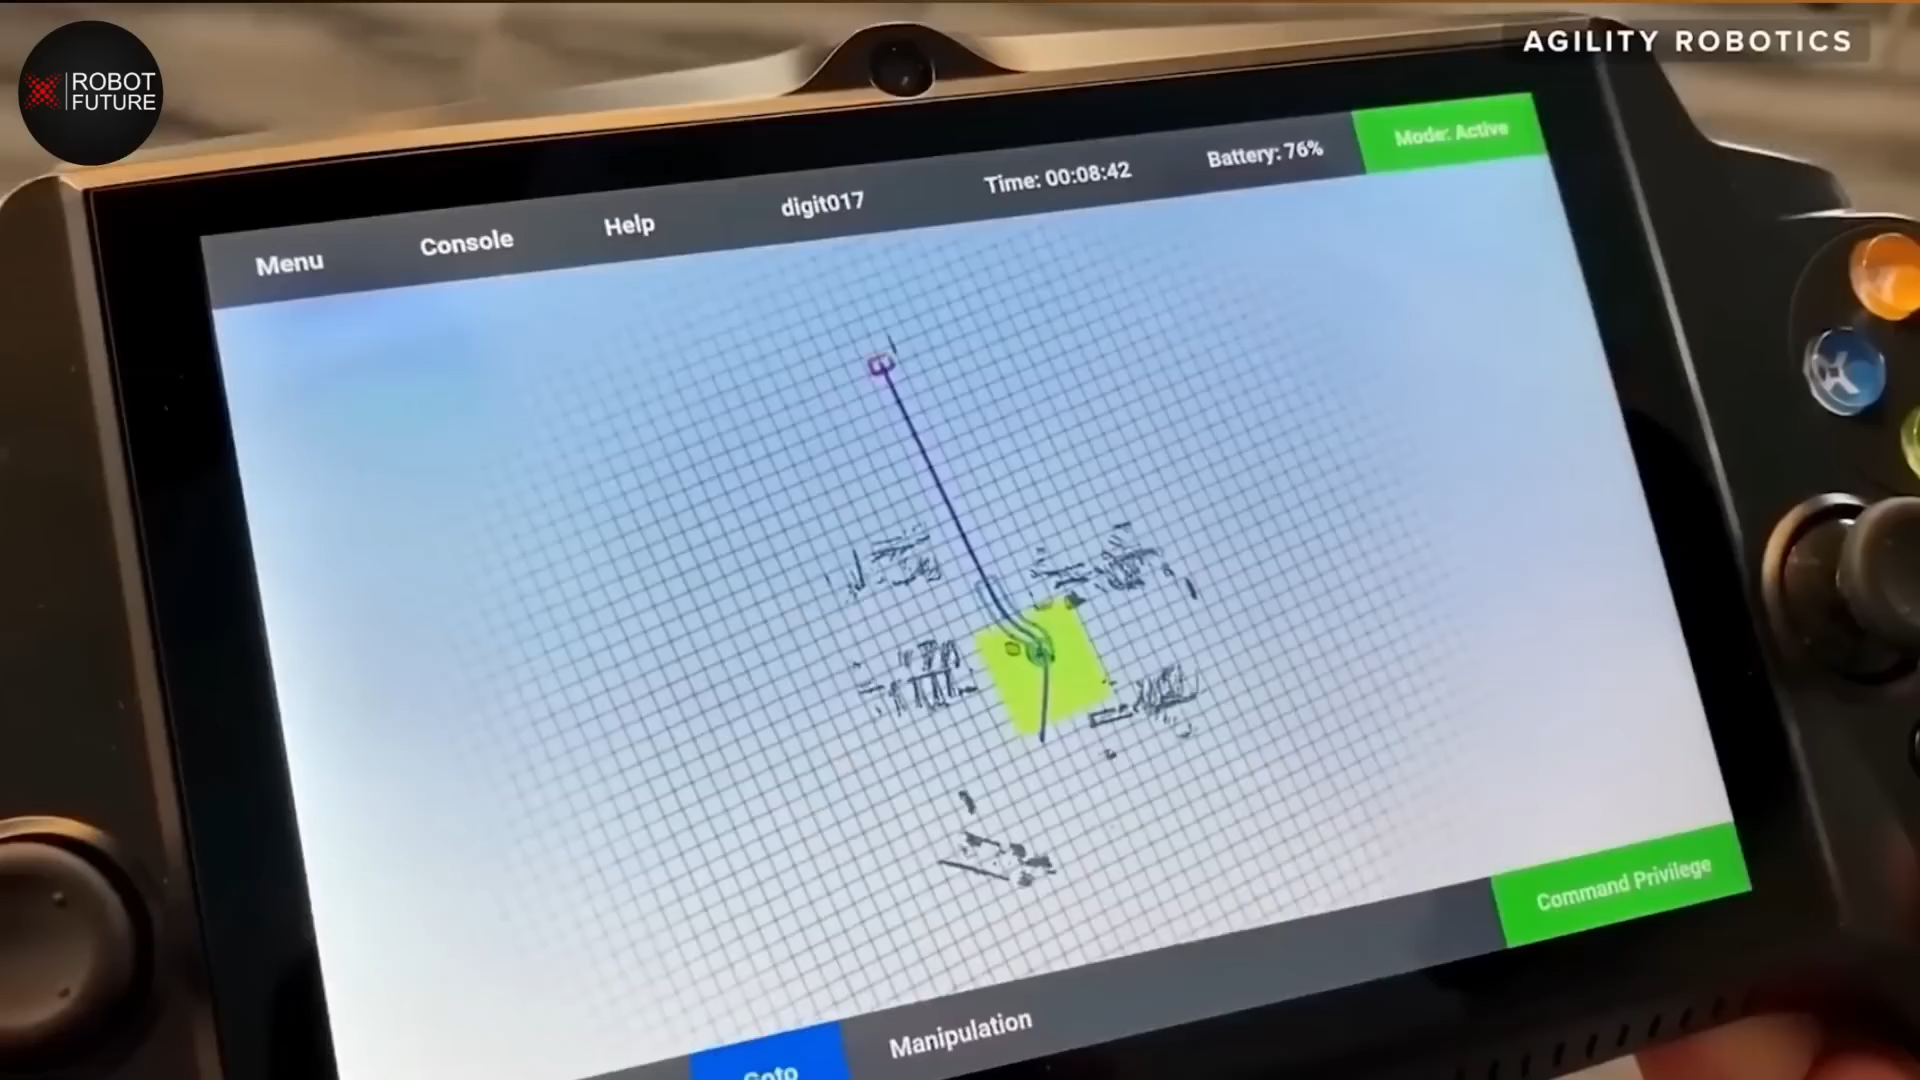 ROBOT
FUTURE
AGILITY ROBOTICS
Menu
Console
Help
digit017
Time: 00:08:42
Battery: 76%
Mode: Active
Command Privilege
Goto
Manipulation